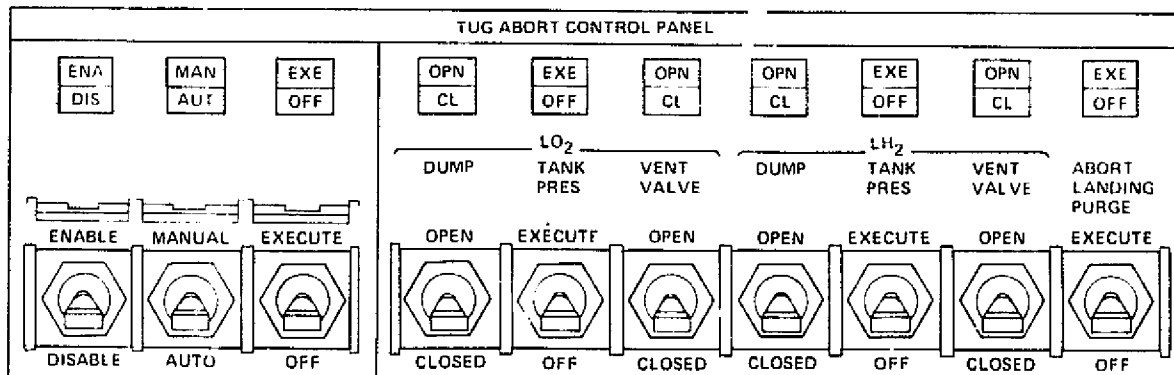 TUG ABORT CONTROL PANEL
ENA MAN EXE OPN EXE OPN OPN EXE OPN EXE
DIS AUT OFF CL OFF CL CL OFF CL OFF
LO2 LH2
DUMP TANK VENT DUMP TANK VENT ABORT
PRES VALVE PRES VALVE LANDING
PURGE
ENABLE MANUAL EXECUTE OPEN EXECUTE OPEN OPEN EXECUTE OPEN EXECUTE
DISABLE AUTO OFF CLOSED OFF CLOSED CLOSED OFF CLOSED OFF